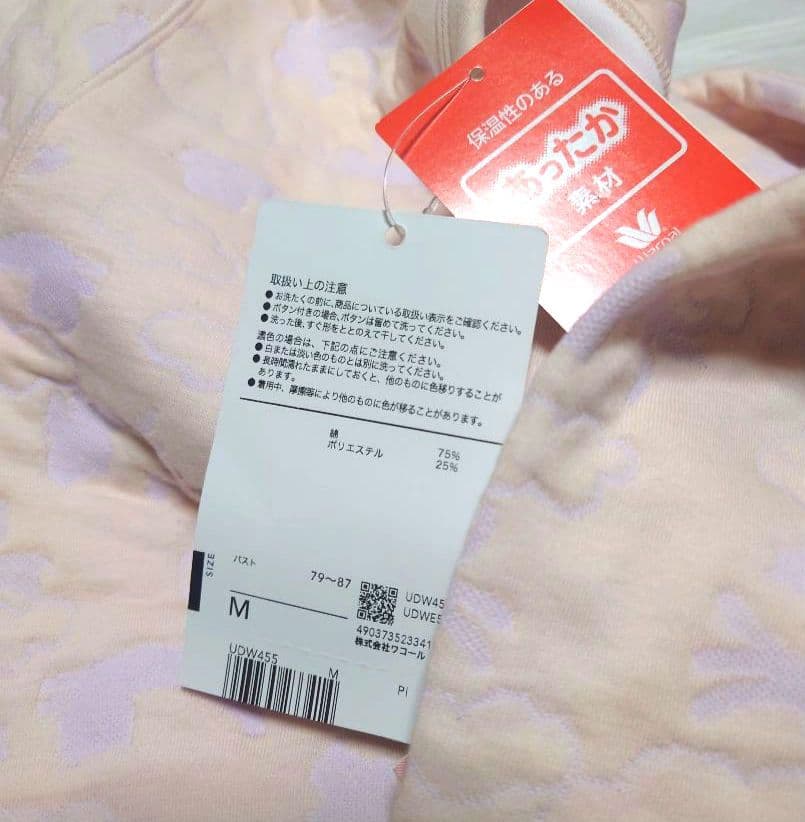 保温性のある
あったか
素材
取扱い上の注意
●お洗たくの前に、商品についている取扱い表示をご確認ください。
●ボタン付きの場合、ボタンは留めて洗ってください。
●洗った後、すぐ形をととのえて干してください。
濃色の場合は、下記の点にご注意ください。
●白または淡い色のものとは別に洗ってください。
●長時間濡れたままにしておくと、他のものに色移りすることが
あります。
●着用中、摩擦等により他のものに色が移ることがあります。
綿 75%
ポリエステル 25%
SIZE
バスト 79〜87
M
UDW45
UDWE5
490373523341
株式会社ワコール
UDW455 M
PI